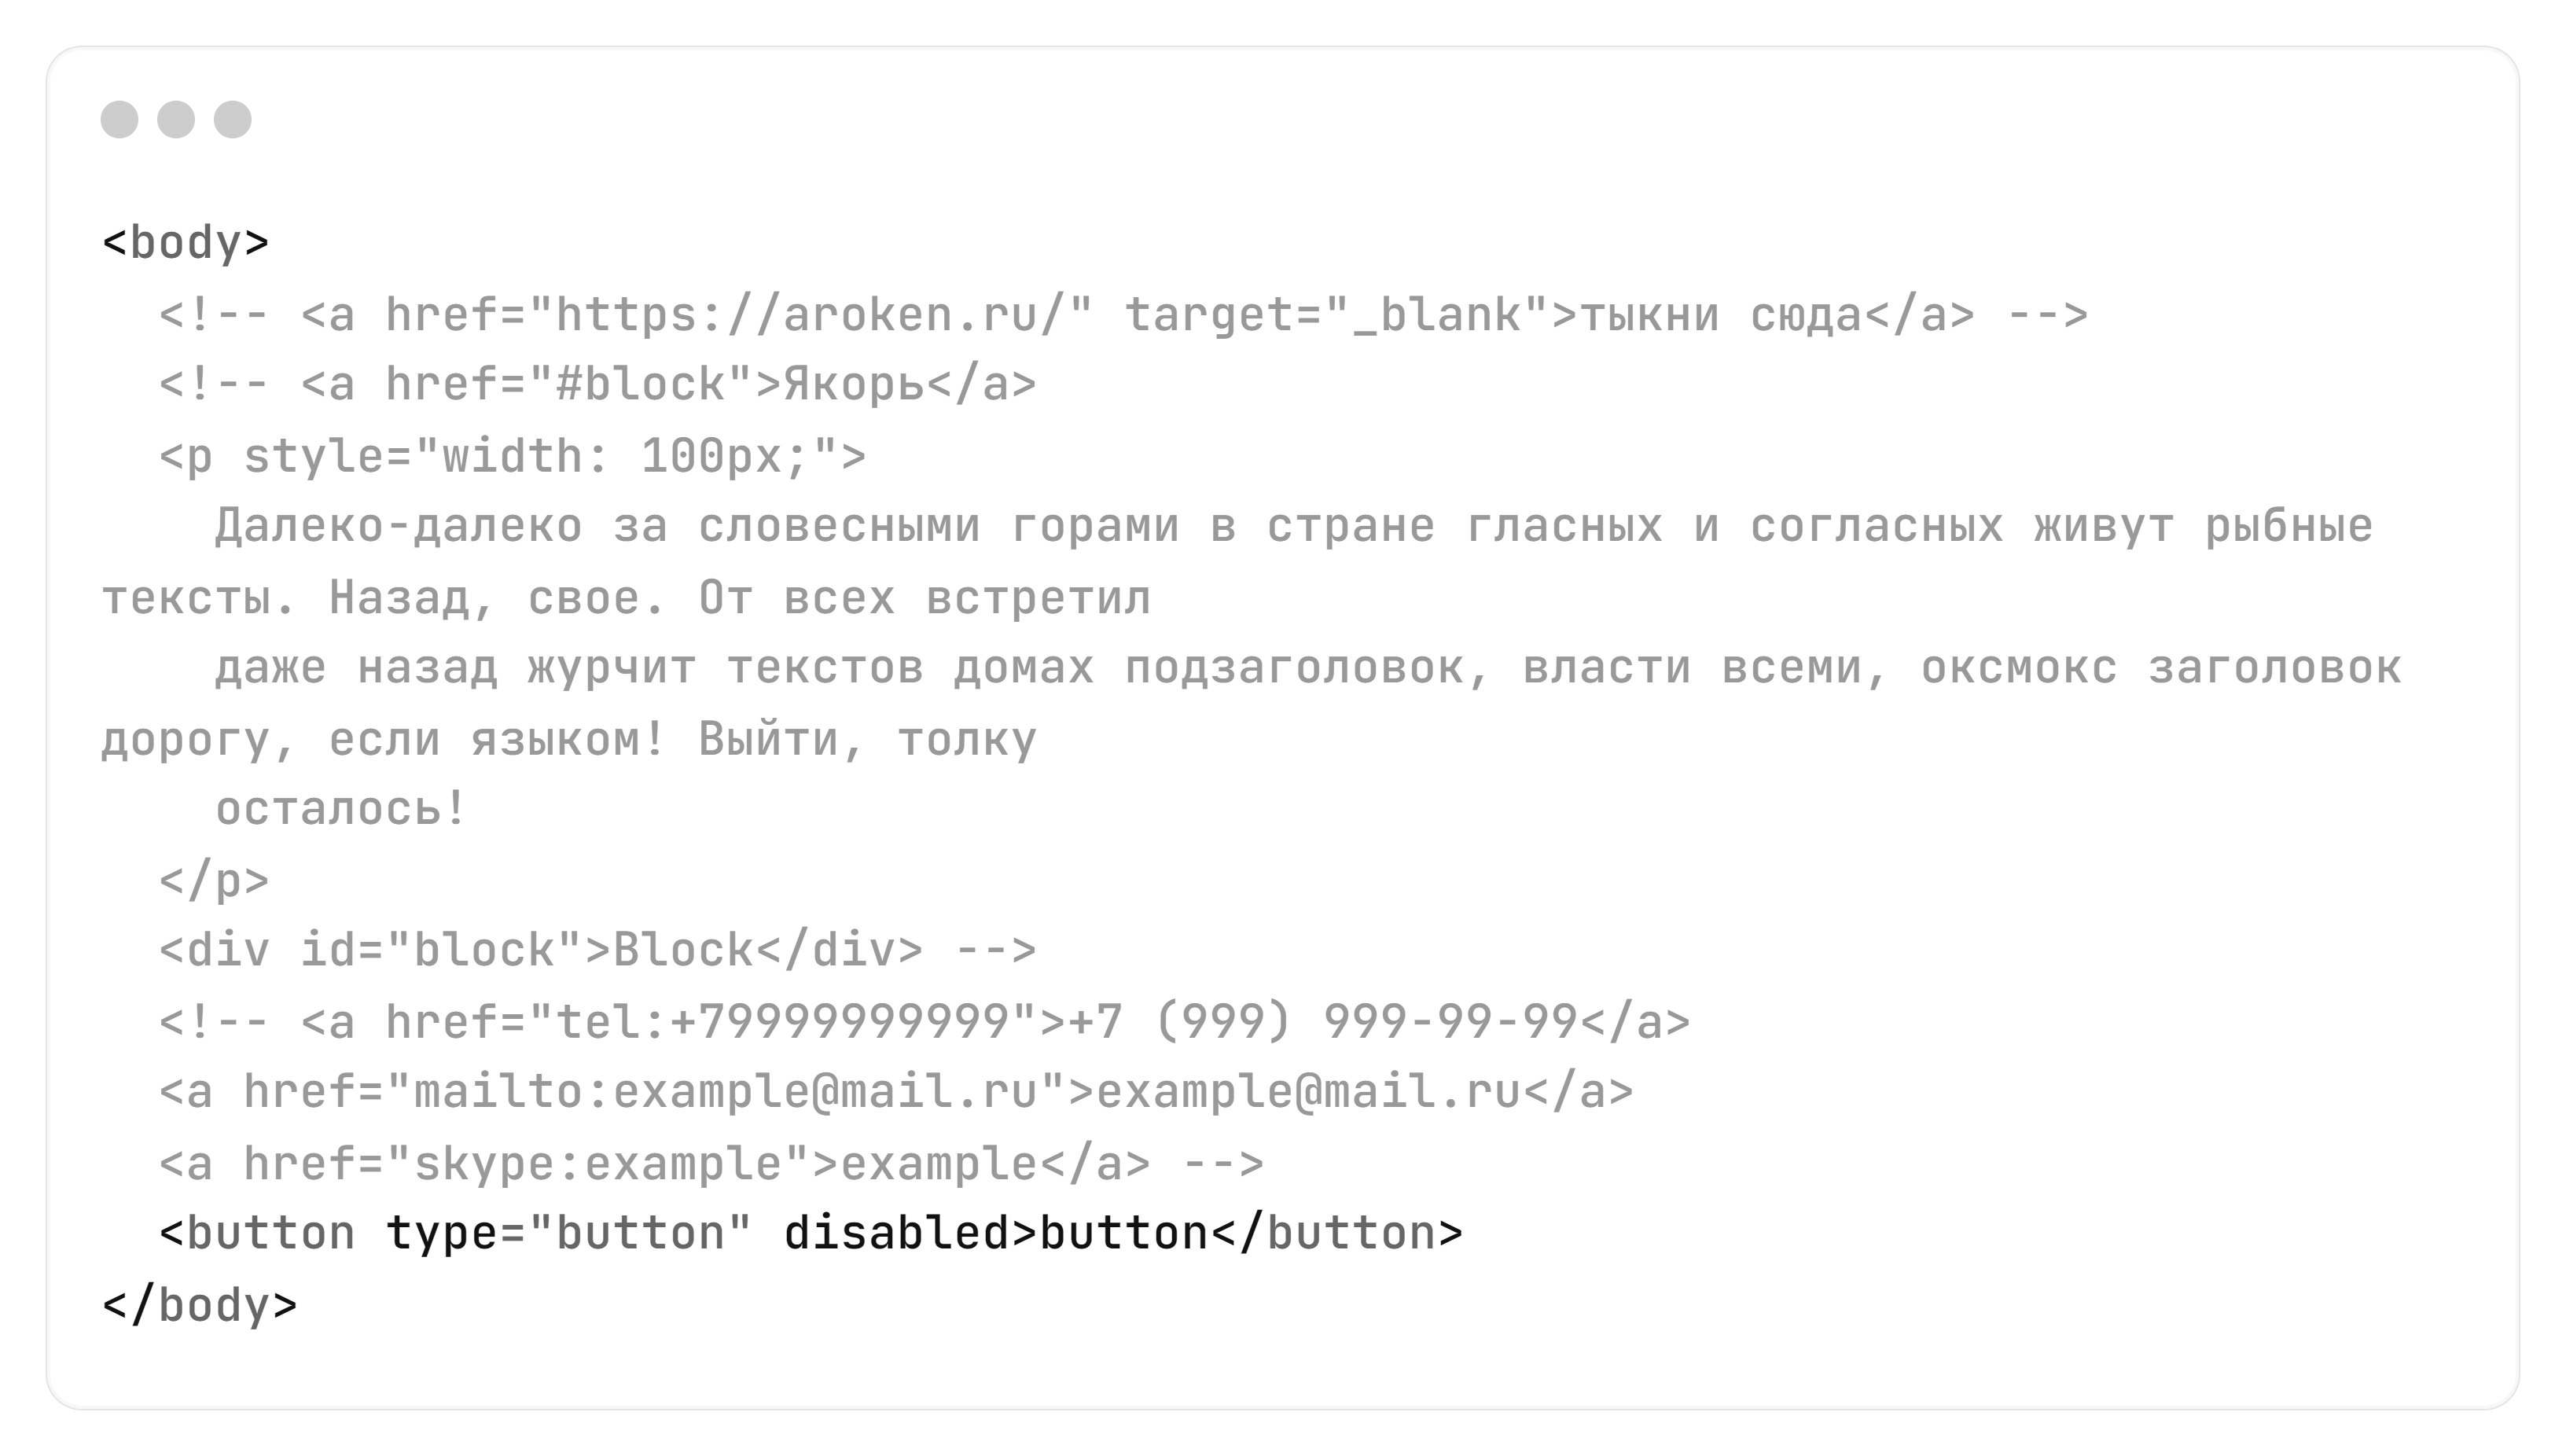 <body>
  <!-- <a href="https://aroken.ru/" target="_blank">тыкни сюда</a> -->
  <!-- <a href="#block">Якорь</a>
  <p style="width: 100px;">
    Далеко-далеко за словесными горами в стране гласных и согласных живут рыбные
тексты. Назад, свое. От всех встретил
    даже назад журчит текстов домах подзаголовок, власти всеми, оксмокс заголовок
дорогу, если языком! Выйти, толку
    осталось!
  </p>
  <div id="block">Block</div> -->
  <!-- <a href="tel:+79999999999">+7 (999) 999-99-99</a>
  <a href="mailto:example@mail.ru">example@mail.ru</a>
  <a href="skype:example">example</a> -->
  <button type="button" disabled>button</button>
</body>